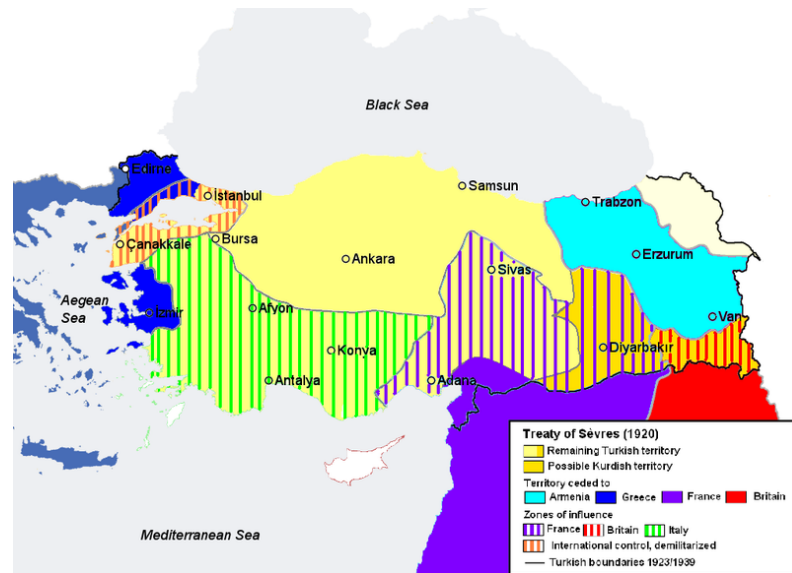 Black Sea
Edirne
Istanbul
Samsun
Trabzon
Çanakkale
Bursa
Ankara
Sivas
Erzurum
Aegean
Sea
Izmir
Afyon
Van
Konya
Diyarbakır
Antalya
Adana
Mediterranean Sea
Treaty of Sèvres (1920)
Remaining Turkish territory
Possible Kurdish territory
Territory ceded to
Armenia Greece France Britain
Zones of influence
France Britain Italy
International control, demilitarized
Turkish boundaries 1923/1939